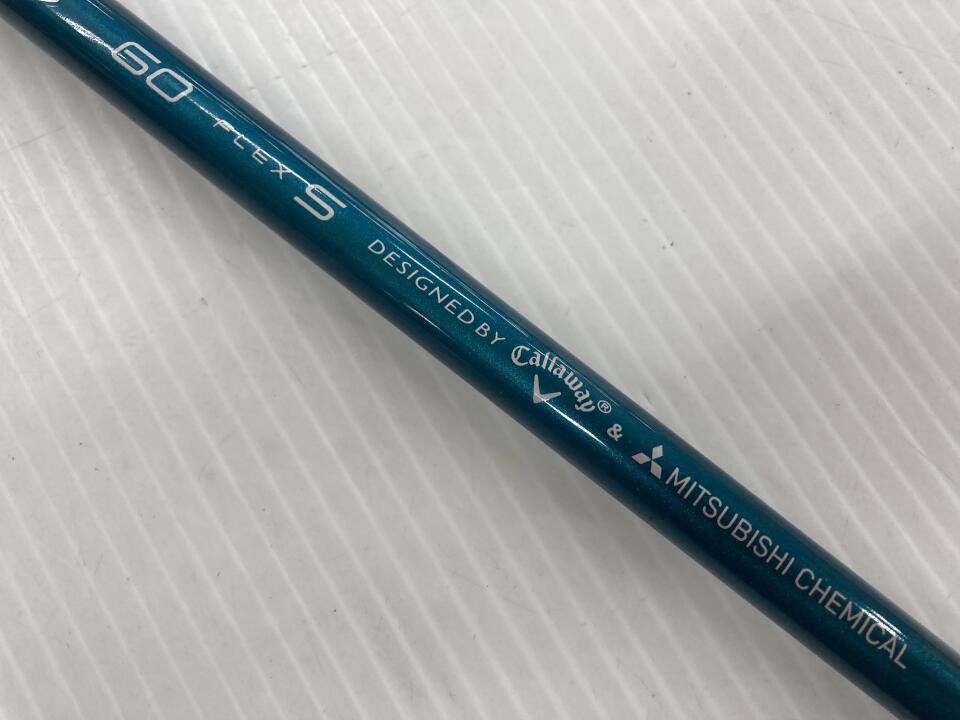 60 FLEX S DESIGNED BY Callaway® & MITSUBISHI CHEMICAL